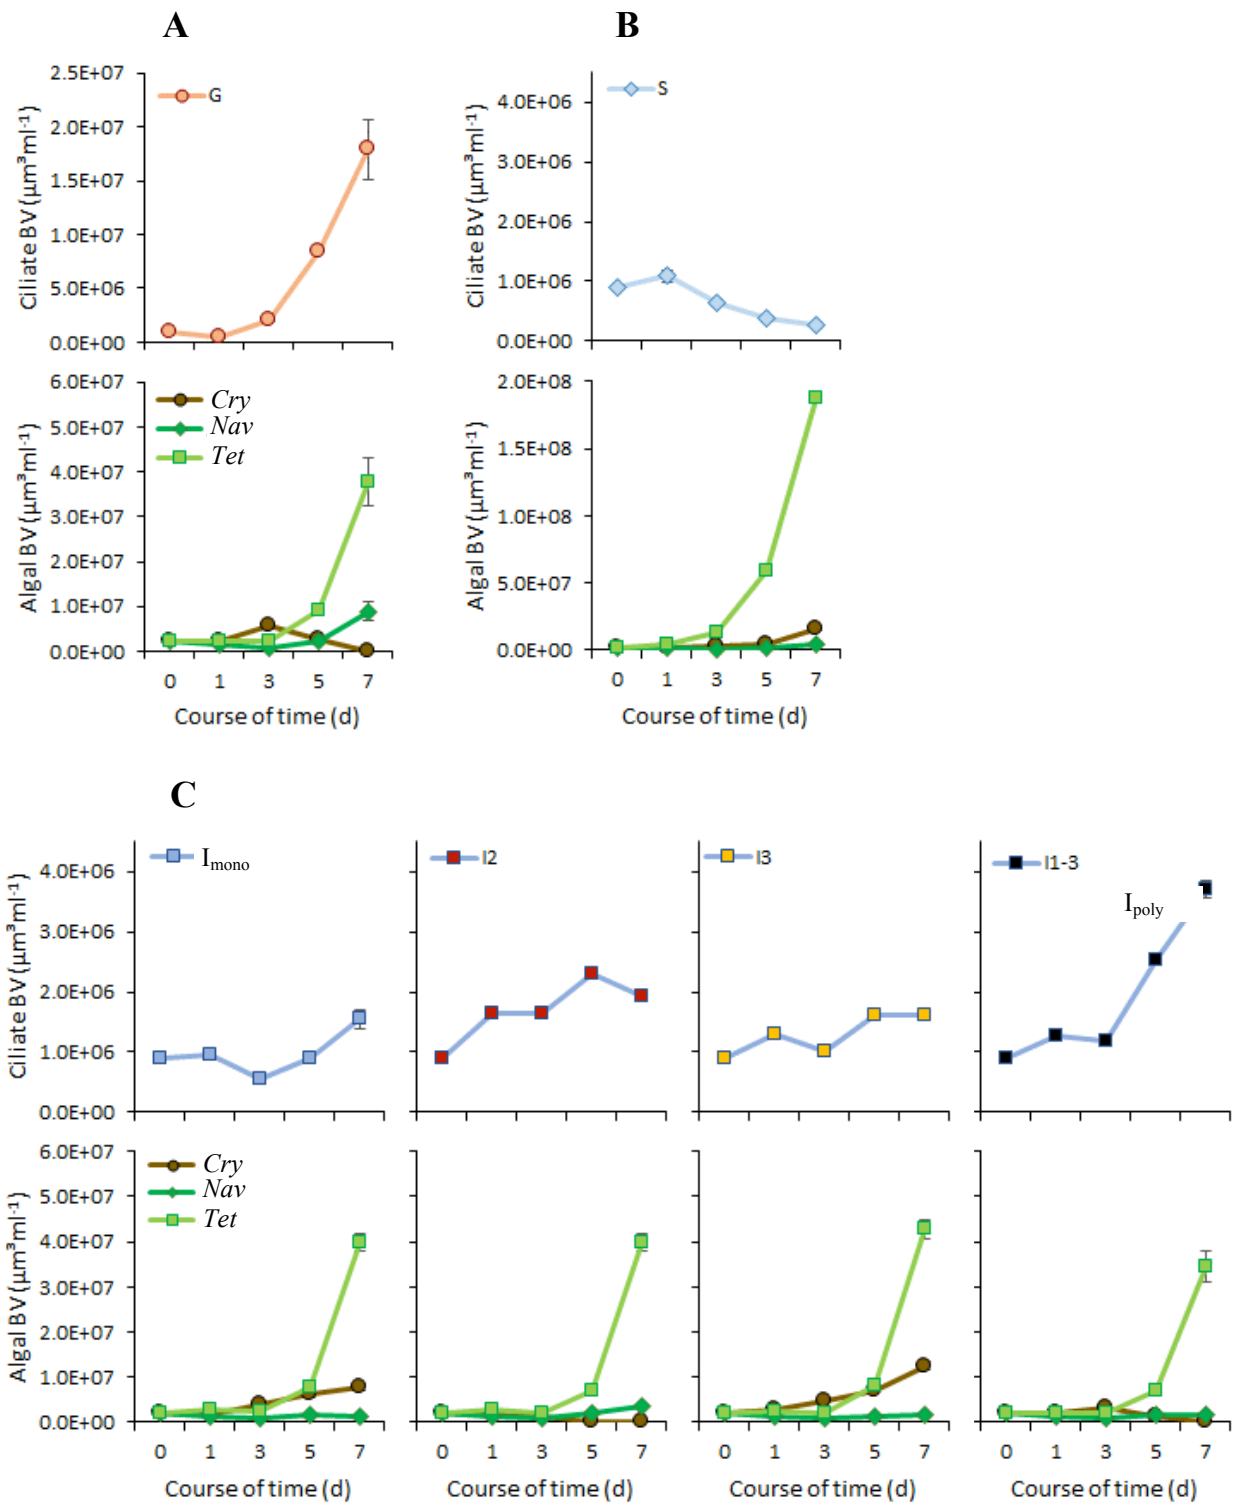 A
B
2.5E+07
2.0E+07
1.5E+07
1.0E+07
5.0E+06
0.0E+00
Ciliate BV (µm³ml⁻¹)
G
4.0E+06
3.0E+06
2.0E+06
1.0E+06
0.0E+00
Ciliate BV (µm³ml⁻¹)
S
6.0E+07
5.0E+07
4.0E+07
3.0E+07
2.0E+07
1.0E+07
0.0E+00
Algal BV (µm³ml⁻¹)
Cry
Nav
Tet
0 1 3 5 7
Course of time (d)
2.0E+08
1.5E+08
1.0E+08
5.0E+07
0.0E+00
Algal BV (µm³ml⁻¹)
0 1 3 5 7
Course of time (d)
C
4.0E+06
3.0E+06
2.0E+06
1.0E+06
0.0E+00
Ciliate BV (µm³ml⁻¹)
Imono
I2
I3
I1-3
Ipoly
6.0E+07
5.0E+07
4.0E+07
3.0E+07
2.0E+07
1.0E+07
0.0E+00
Algal BV (µm³ml⁻¹)
Cry
Nav
Tet
0 1 3 5 7
Course of time (d)
0 1 3 5 7
Course of time (d)
0 1 3 5 7
Course of time (d)
0 1 3 5 7
Course of time (d)